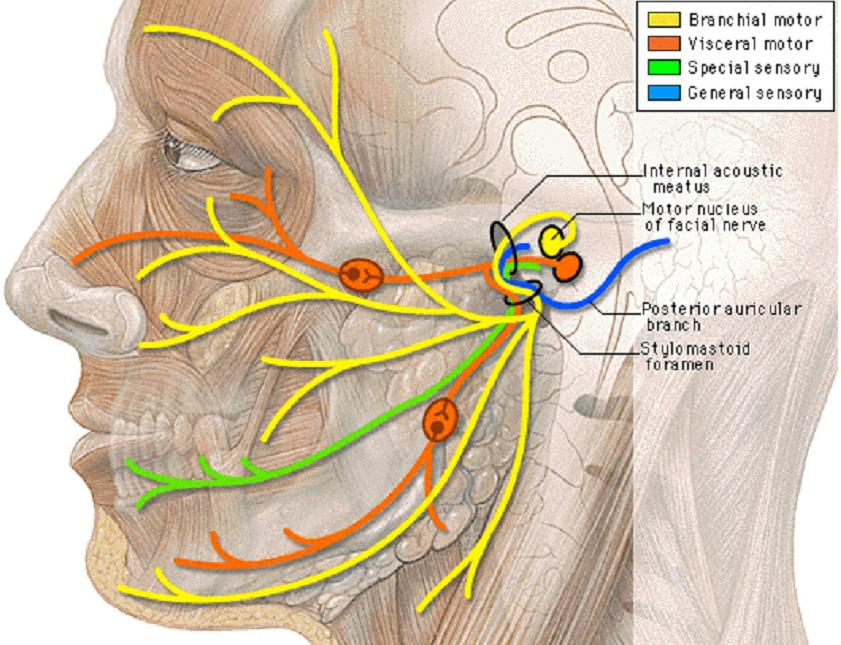 Branchial motor
Visceral motor
Special sensory
General sensory
Internal acoustic
meatus
Motor nucleus
of facial nerve
Posterior auricular
branch
Stylomastoid
foramen